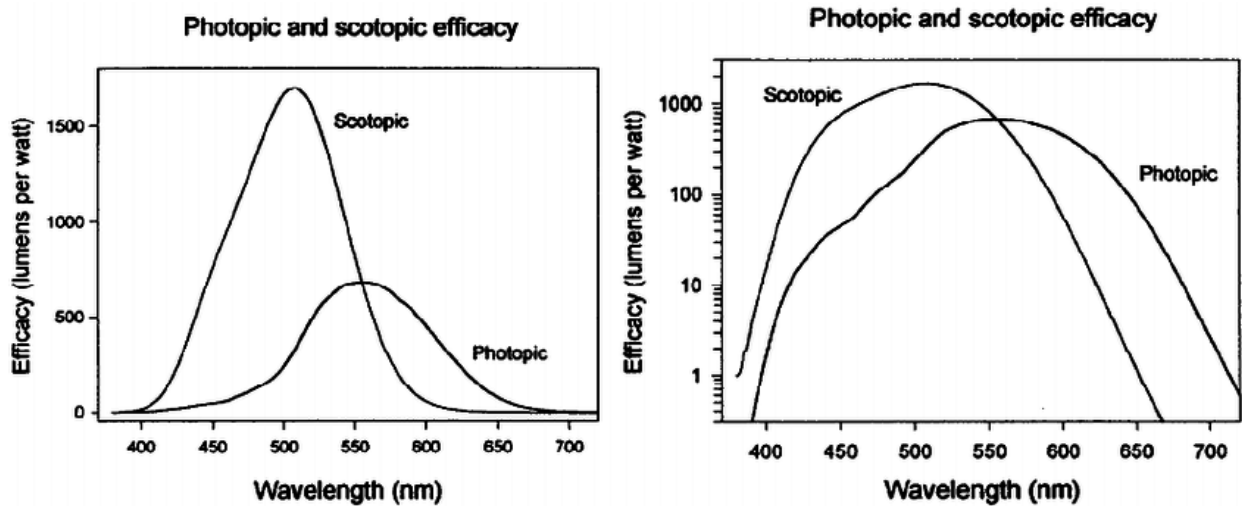 Photopic and scotopic efficacy
Efficacy (lumens per watt)
1500
1000
500
0
Scotopic
Photopic
400 450 500 550 600 650 700
Wavelength (nm)
Photopic and scotopic efficacy
Efficacy (lumens per watt)
1000
100
10
1
Scotopic
Photopic
400 450 500 550 600 650 700
Wavelength (nm)